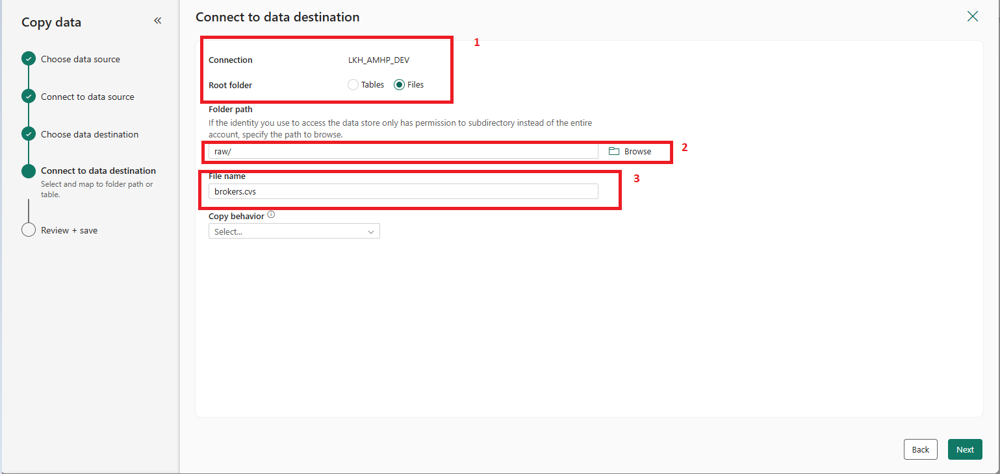 Copy data
Choose data source
Connect to data source
Choose data destination
Connect to data destination
Select and map to folder path or
table.
Review + save
Connect to data destination
1
Connection LKH_AMHP_DEV
Root folder Tables Files
Folder path
If the identity you use to access the data store only has permission to subdirectory instead of the entire
account, specify the path to browse.
raw/ Browse 2
File name 3
brokers.cvs
Copy behavior
Select...
Back Next